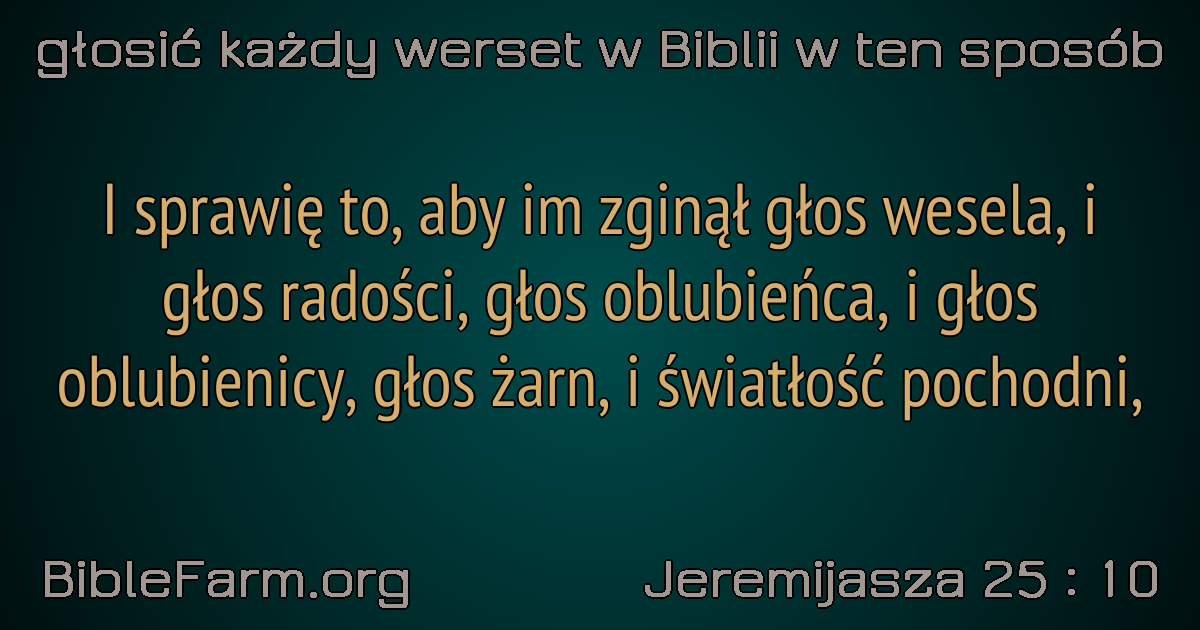 głosić każdy werset w Biblii w ten sposób
I sprawię to, aby im zginął głos wesela, i
głos radości, głos oblubieńca, i głos
oblubienicy, głos żarn, i światłość pochodni,
BibleFarm.org
Jeremijasza 25 : 10